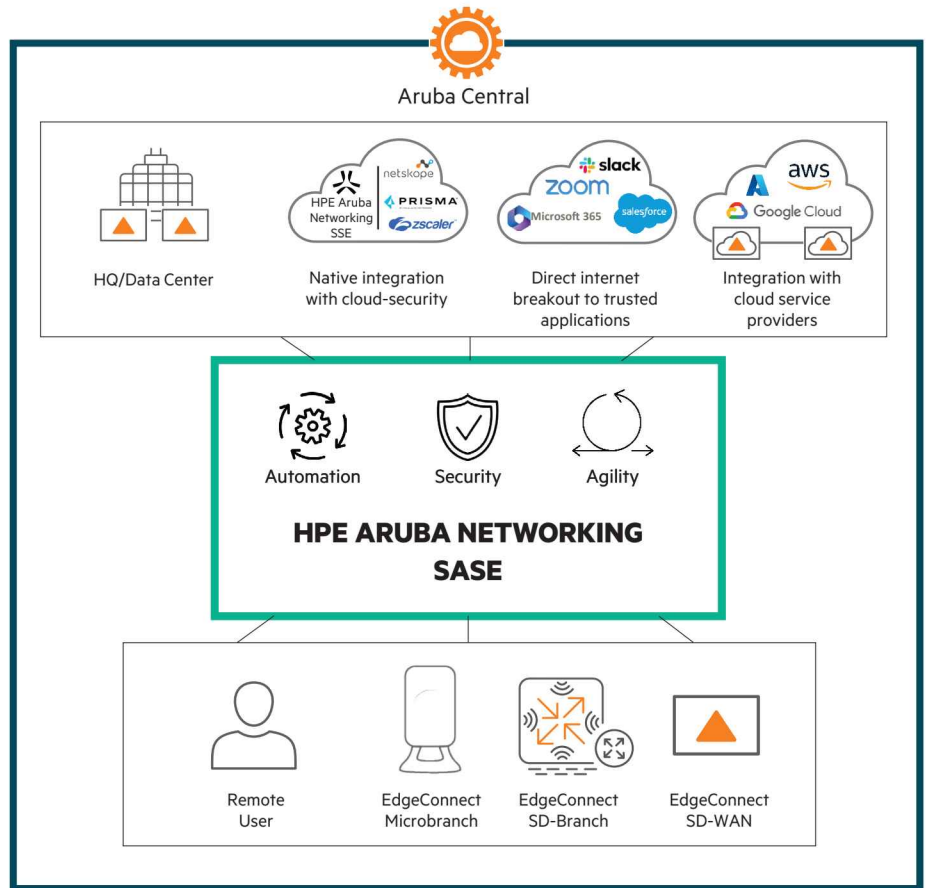 Aruba Central
HPE Aruba
Networking
SSE
netskope
PRISMA
zscaler
slack
zoom
Microsoft 365
salesforce
aws
Google Cloud
HQ/Data Center
Native integration
with cloud-security
Direct internet
breakout to trusted
applications
Integration with
cloud service
providers
Automation
Security
Agility
HPE ARUBA NETWORKING
SASE
Remote
User
EdgeConnect
Microbranch
EdgeConnect
SD-Branch
EdgeConnect
SD-WAN